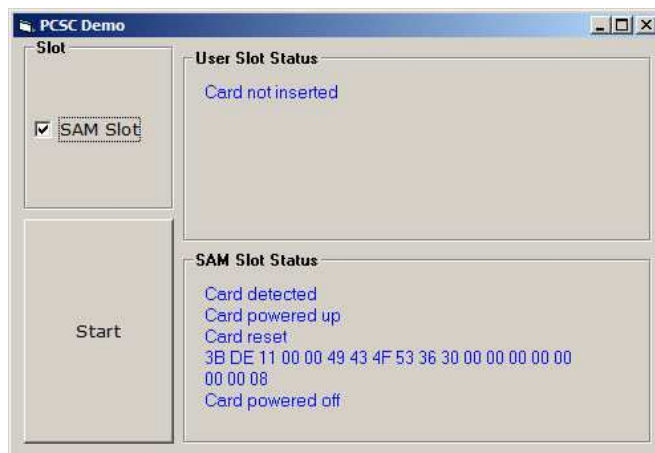 PCSC Demo
Slot
SAM Slot
Start
User Slot Status
Card not inserted
SAM Slot Status
Card detected
Card powered up
Card reset
3B DE 11 00 00 49 43 4F 53 36 30 00 00 00 00 00
00 00 08
Card powered off